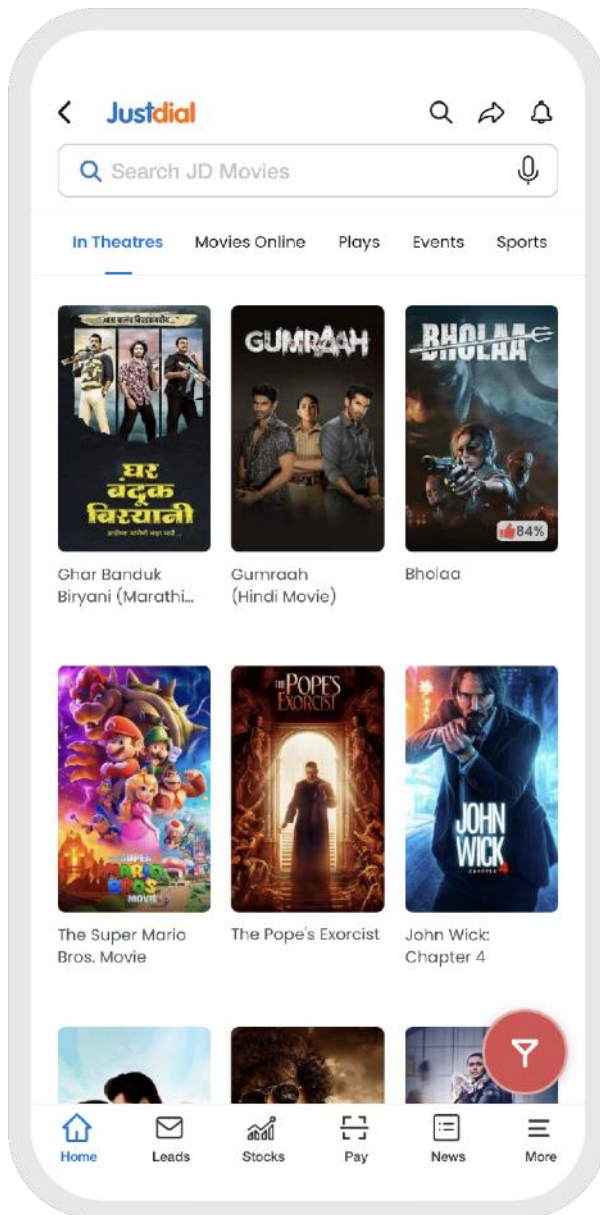 Justdial
Search JD Movies
In Theatres Movies Online Plays Events Sports
घर
बंदूक
बिरयानी
GUMRAAH
BHOLAA
84%
Ghar Banduk
Biryani (Marathi...
Gumraah
(Hindi Movie)
Bholaa
SUPER
MARIO
BROS.
MOVIE
THE POPE'S
EXORCIST
JOHN
WICK
CHAPTER 4
The Super Mario
Bros. Movie
The Pope's Exorcist
John Wick:
Chapter 4
Home Leads Stocks Pay News More